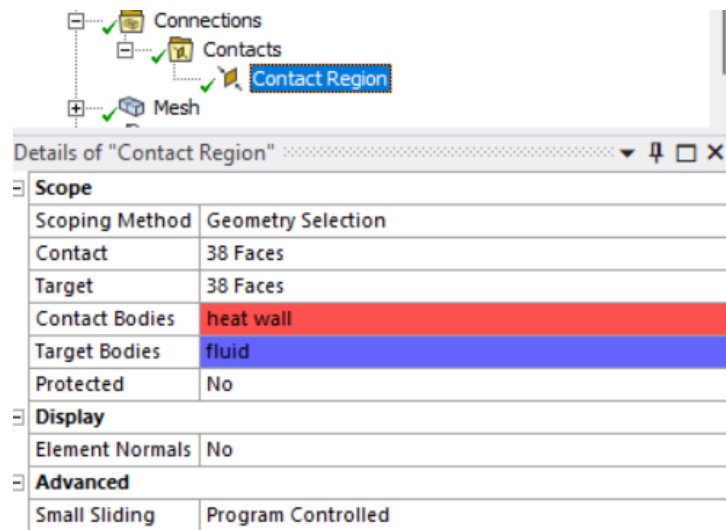 Connections
Contacts
Contact Region
Mesh
Details of "Contact Region"
Scope
Scoping Method Geometry Selection
Contact 38 Faces
Target 38 Faces
Contact Bodies heat wall
Target Bodies fluid
Protected No
Display
Element Normals No
Advanced
Small Sliding Program Controlled